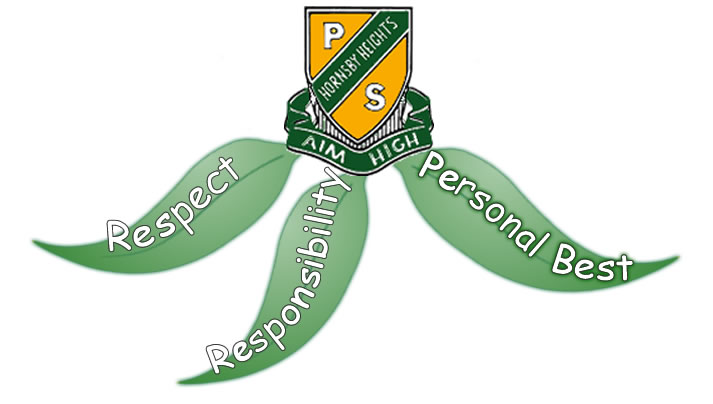 P
HORNSBY HEIGHTS
S
AIM HIGH
Respect
Responsibility
Personal Best